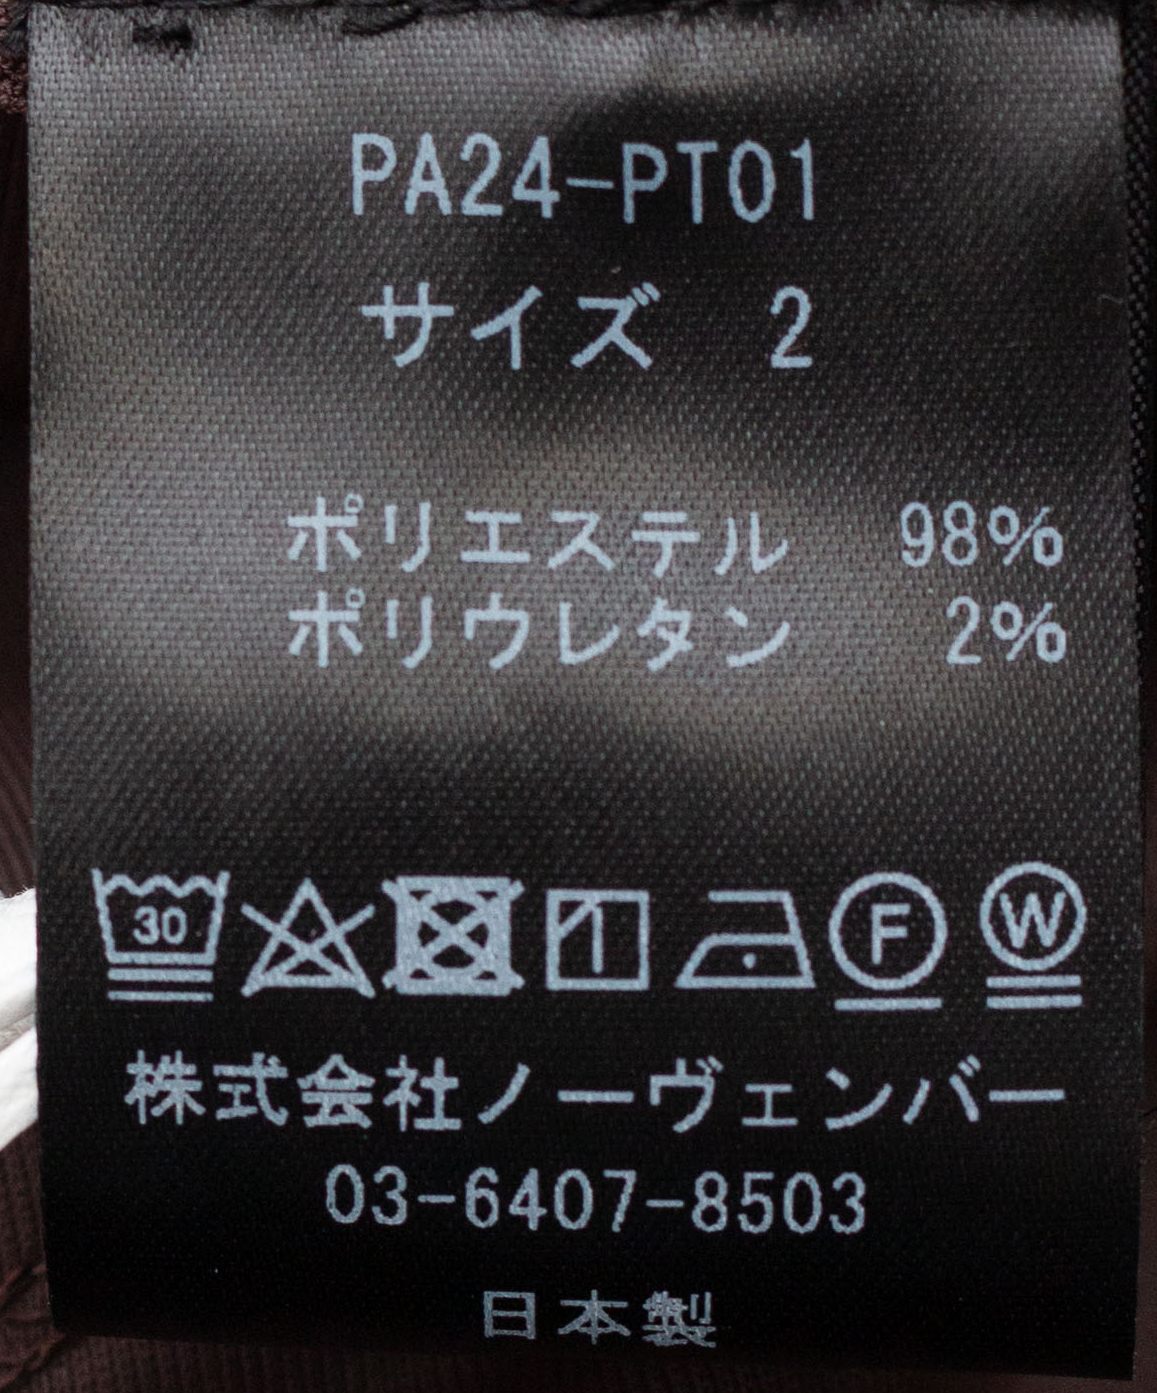 PA24-PT01
サイズ 2
ポリエステル 98%
ポリウレタン 2%
30 F W
株式会社ノーヴェンバー
03-6407-8503
日本製